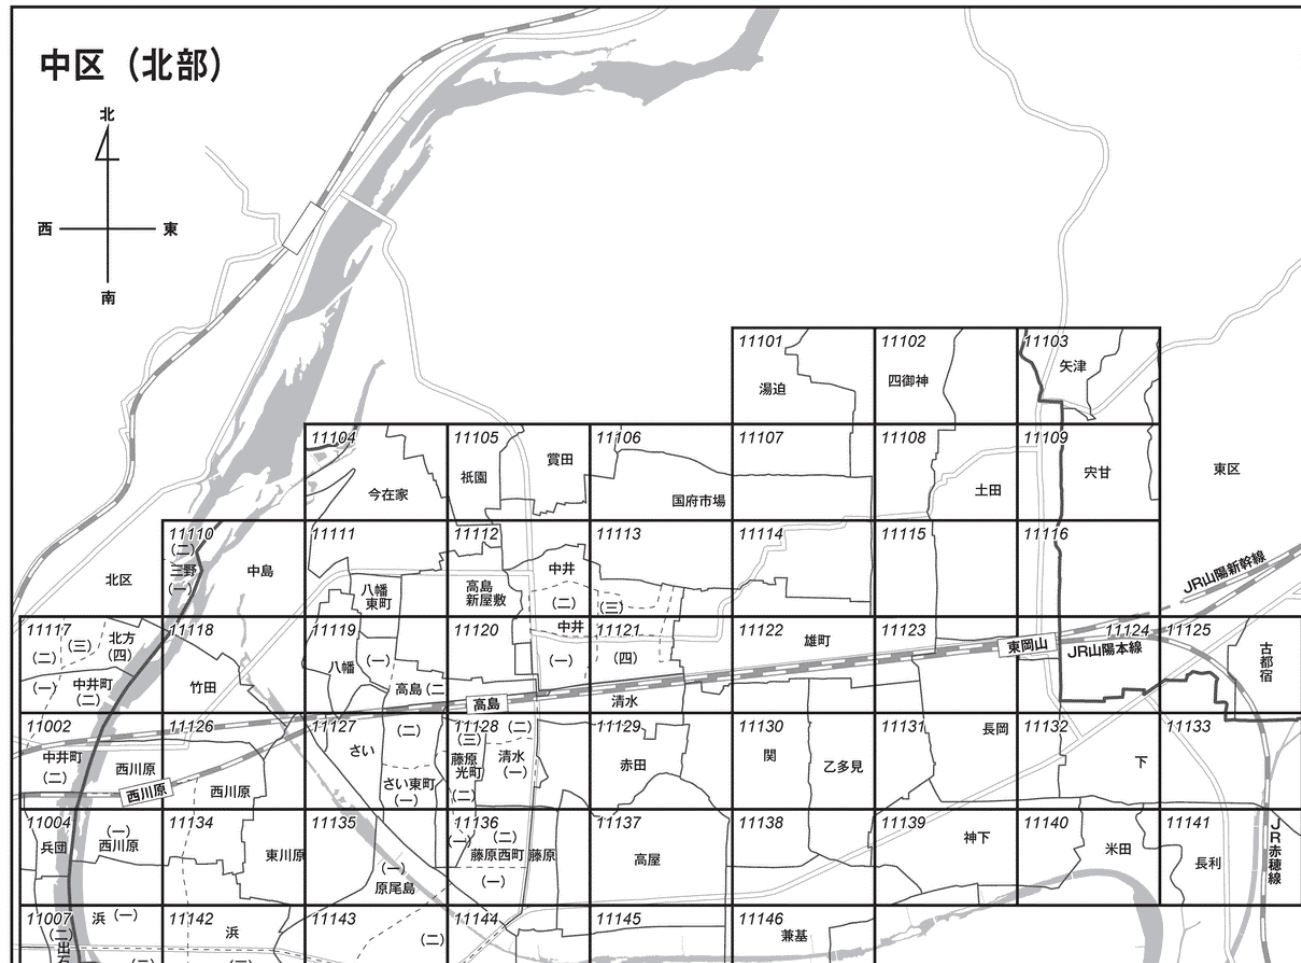 中区（北部）
北
西 東
南
11101 11102 11103
矢津
湯迫 四御神
11104 11105 11106 11107 11108 11109
賞田
祇園 穴甘 東区
今在家 国府市場 土田
11110 11111 11112 11113 11114 11115 11116
(二)
三野 中島 中井
(一)
北区
八幡東町 高島新屋敷 (二) (三)
JR山陽新幹線
11117 11118 11119 11120 中井 11121 11122 11123 11124 11125
(三) 北方 雄町 東岡山 JR山陽本線
(二) (四) 八幡 (一) (一) (四) 古都宿
(一) 中井町 竹田 高島 (二
(二) 高島 清水
11002 11126 11127 11128 11129 11130 11131 11132 11133
(二) (三) (二) 長岡
中井町 西川原 さい 藤原光町 清水 赤田 関 乙多見 下
(二) (一)
西川原 西川原 さい東町
(一) (二)
11004 11134 11135 11136 11137 11138 11139 11140 11141
(一) (一) (二) 神下 JR赤穂線
兵団 西川原 東川原 藤原西町 藤原 高屋 米田 長利
(一) (一)
原尾島
11007 浜 (一) 11142 11143 11144 11145 11146
(二) 浜 (二) 兼基